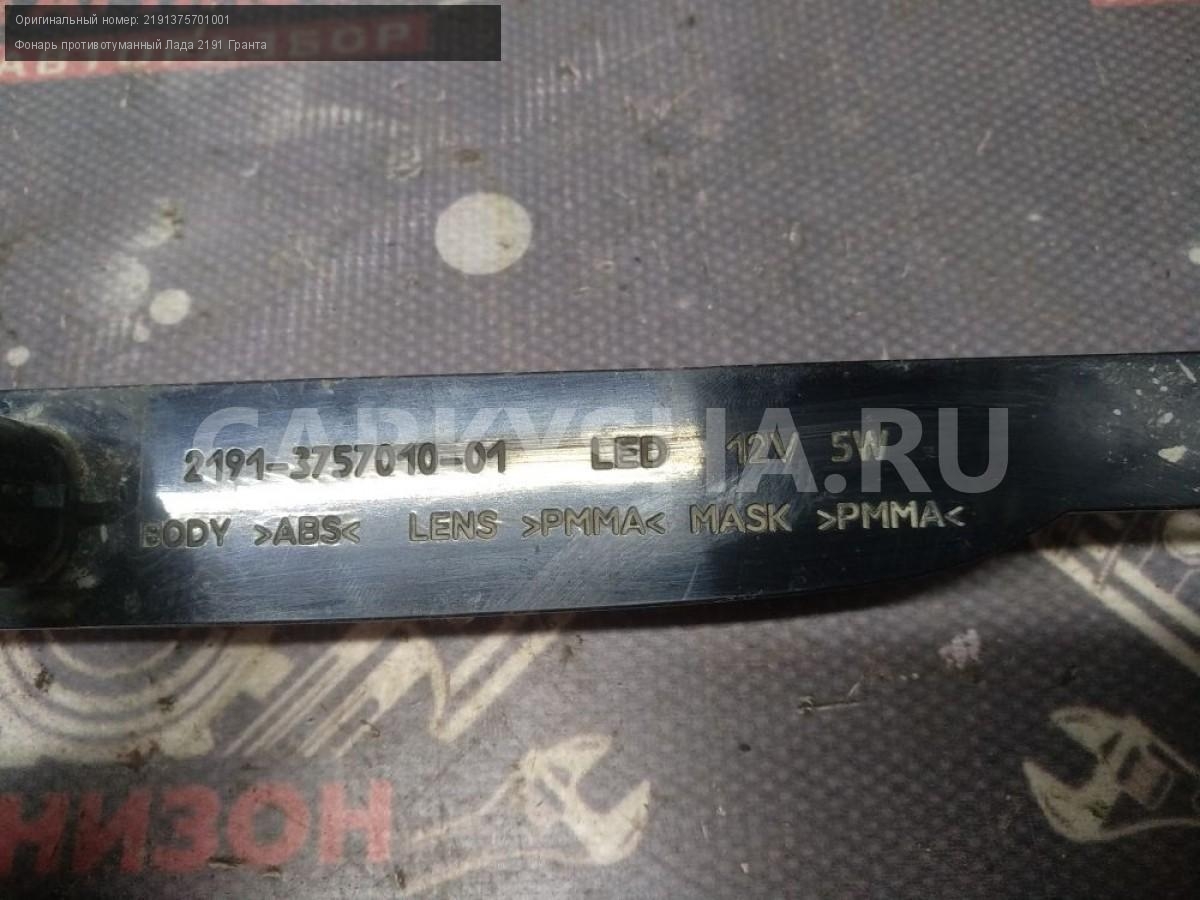 Оригинальный номер: 2191375701001
Фонарь противотуманный Лада 2191 Гранта
CARKYCHA.RU
2191-3757010-01 LED 12V 5W
BODY >ABS< LENS >PMMA< MASK >PMMA<